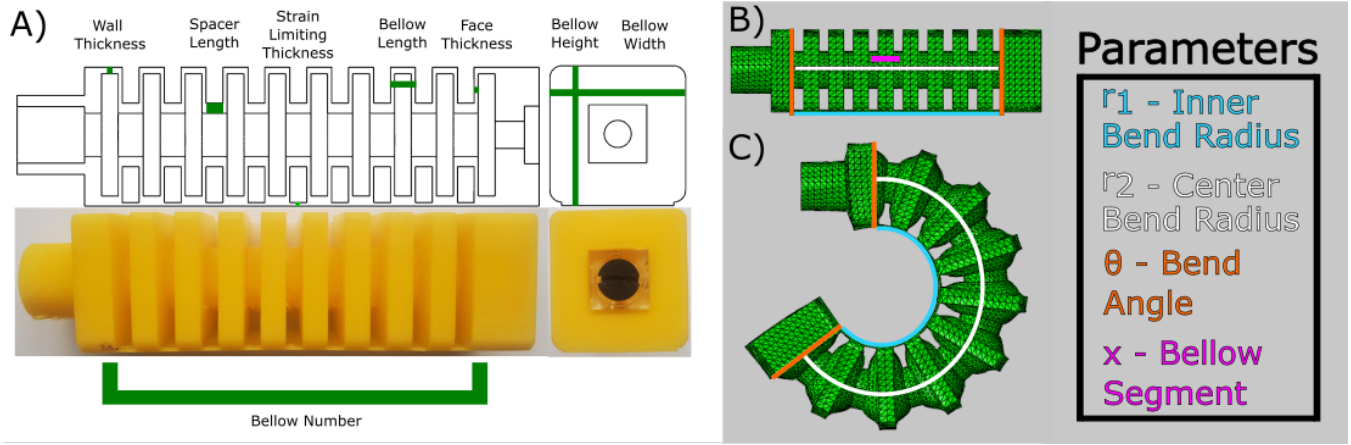 A)
Wall
Thickness
Spacer
Length
Strain
Limiting
Thickness
Bellow
Length
Face
Thickness
Bellow
Height
Bellow
Width
Bellow Number
B)
C)
Parameters
r1 - Inner
Bend Radius
r2 - Center
Bend Radius
θ - Bend
Angle
x - Bellow
Segment